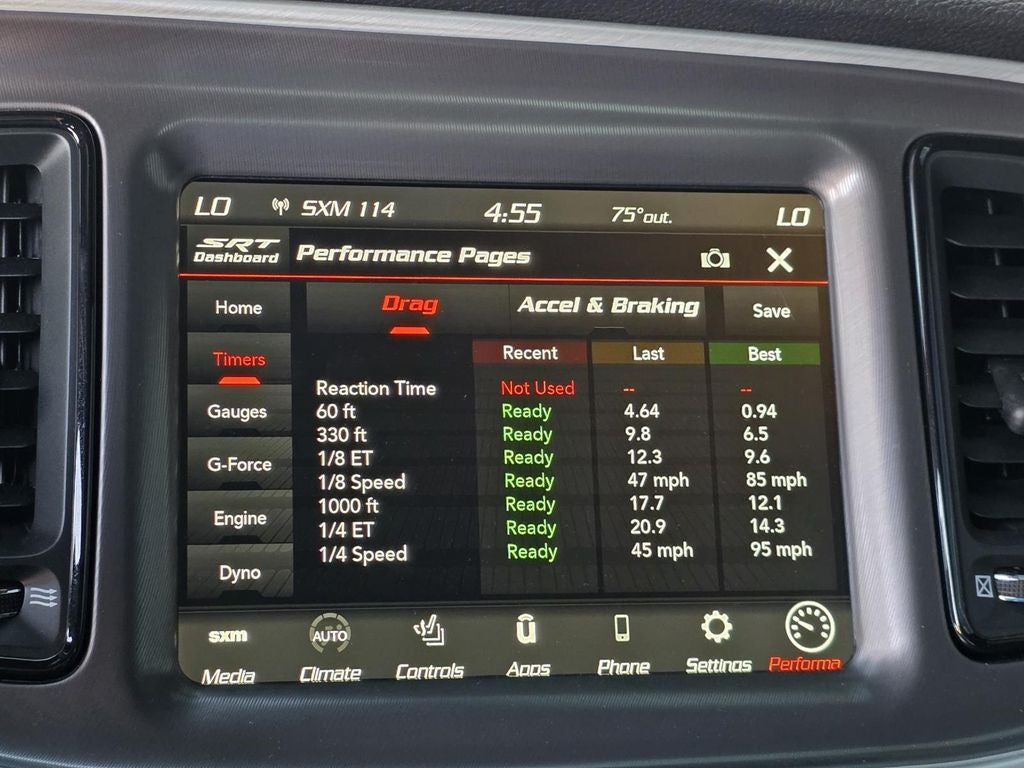 LO SXM 114 4:55 75°out. LO
SRT Dashboard Performance Pages
Home Drag Accel & Braking Save
Timers Recent Last Best
Reaction Time Not Used -- --
Gauges 60 ft Ready 4.64 0.94
330 ft Ready 9.8 6.5
G-Force 1/8 ET Ready 12.3 9.6
1/8 Speed Ready 47 mph 85 mph
Engine 1000 ft Ready 17.7 12.1
1/4 ET Ready 20.9 14.3
1/4 Speed Ready 45 mph 95 mph
Dyno
sxm AUTO û
Media Climate Controls Apps Phone Settings Performa